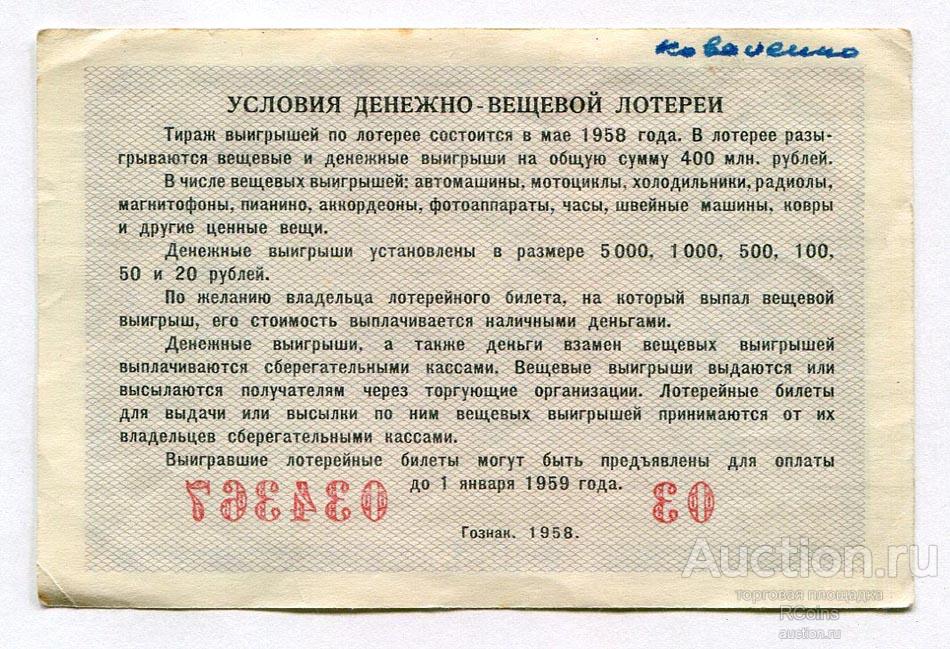 Коваленко
УСЛОВИЯ ДЕНЕЖНО-ВЕЩЕВОЙ ЛОТЕРЕИ
Тираж выигрышей по лотерее состоится в мае 1958 года. В лотерее разы-
грываются вещевые и денежные выигрыши на общую сумму 400 млн. рублей.
В числе вещевых выигрышей: автомашины, мотоциклы, холодильники, радиолы,
магнитофоны, пианино, аккордеоны, фотоаппараты, часы, швейные машины, ковры
и другие ценные вещи.
Денежные выигрыши установлены в размере 5 000, 1 000, 500, 100,
50 и 20 рублей.
По желанию владельца лотерейного билета, на который выпал вещевой
выигрыш, его стоимость выплачивается наличными деньгами.
Денежные выигрыши, а также деньги взамен вещевых выигрышей
выплачиваются сберегательными кассами. Вещевые выигрыши выдаются или
высылаются получателям через торгующие организации. Лотерейные билеты
для выдачи или высылки по ним вещевых выигрышей принимаются от их
владельцев сберегательными кассами.
Выигравшие лотерейные билеты могут быть предъявлены для оплаты
до 1 января 1959 года.
034367 03
Гознак. 1958.
Auction.ru
торговая площадка
RCoins
auction.ru